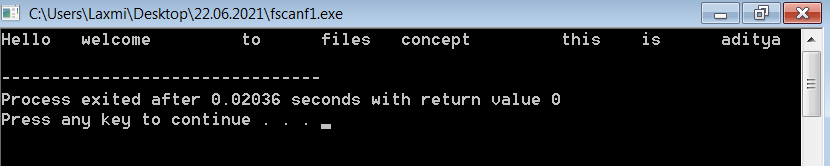 C:\Users\Laxmi\Desktop\22.06.2021\fscanf1.exe
Hello welcome to files concept this is aditya
--------------------------------
Process exited after 0.02036 seconds with return value 0
Press any key to continue . . .